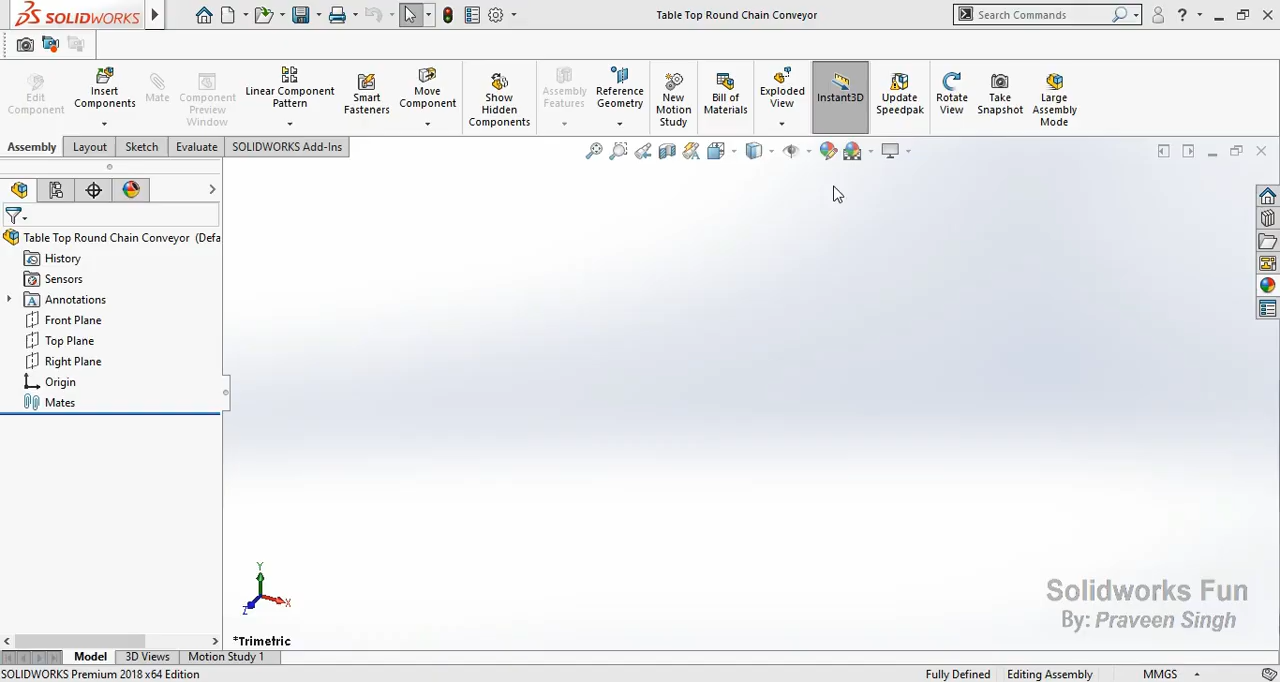 SOLIDWORKS
Table Top Round Chain Conveyor
Search Commands
?
Edit Component
Insert Components
Mate
Component Preview Window
Linear Component Pattern
Smart Fasteners
Move Component
Show Hidden Components
Assembly Features
Reference Geometry
New Motion Study
Bill of Materials
Exploded View
Instant3D
Update Speedpak
Rotate View
Take Snapshot
Large Assembly Mode
Assembly
Layout
Sketch
Evaluate
SOLIDWORKS Add-Ins
Table Top Round Chain Conveyor (Defa
History
Sensors
Annotations
Front Plane
Top Plane
Right Plane
Origin
Mates
Y
X
Z
*Trimetric
Solidworks Fun
By: Praveen Singh
Model
3D Views
Motion Study 1
SOLIDWORKS Premium 2018 x64 Edition
Fully Defined
Editing Assembly
MMGS